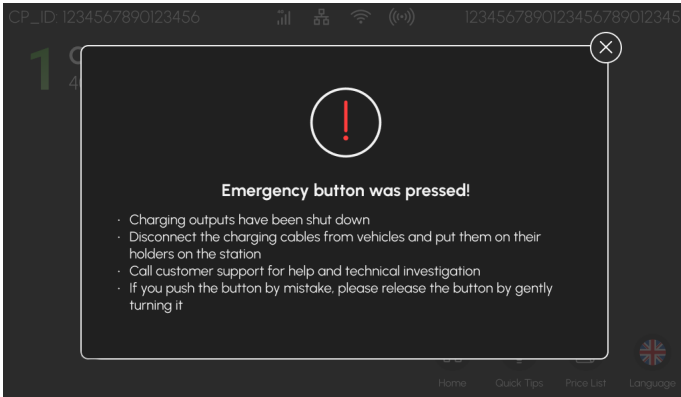 CP_ID: 1234567890123456
1234567890123456789012345
1
Emergency button was pressed!
· Charging outputs have been shut down
· Disconnect the charging cables from vehicles and put them on their
holders on the station
· Call customer support for help and technical investigation
· If you push the button by mistake, please release the button by gently
turning it
Home
Quick Tips
Price List
Language